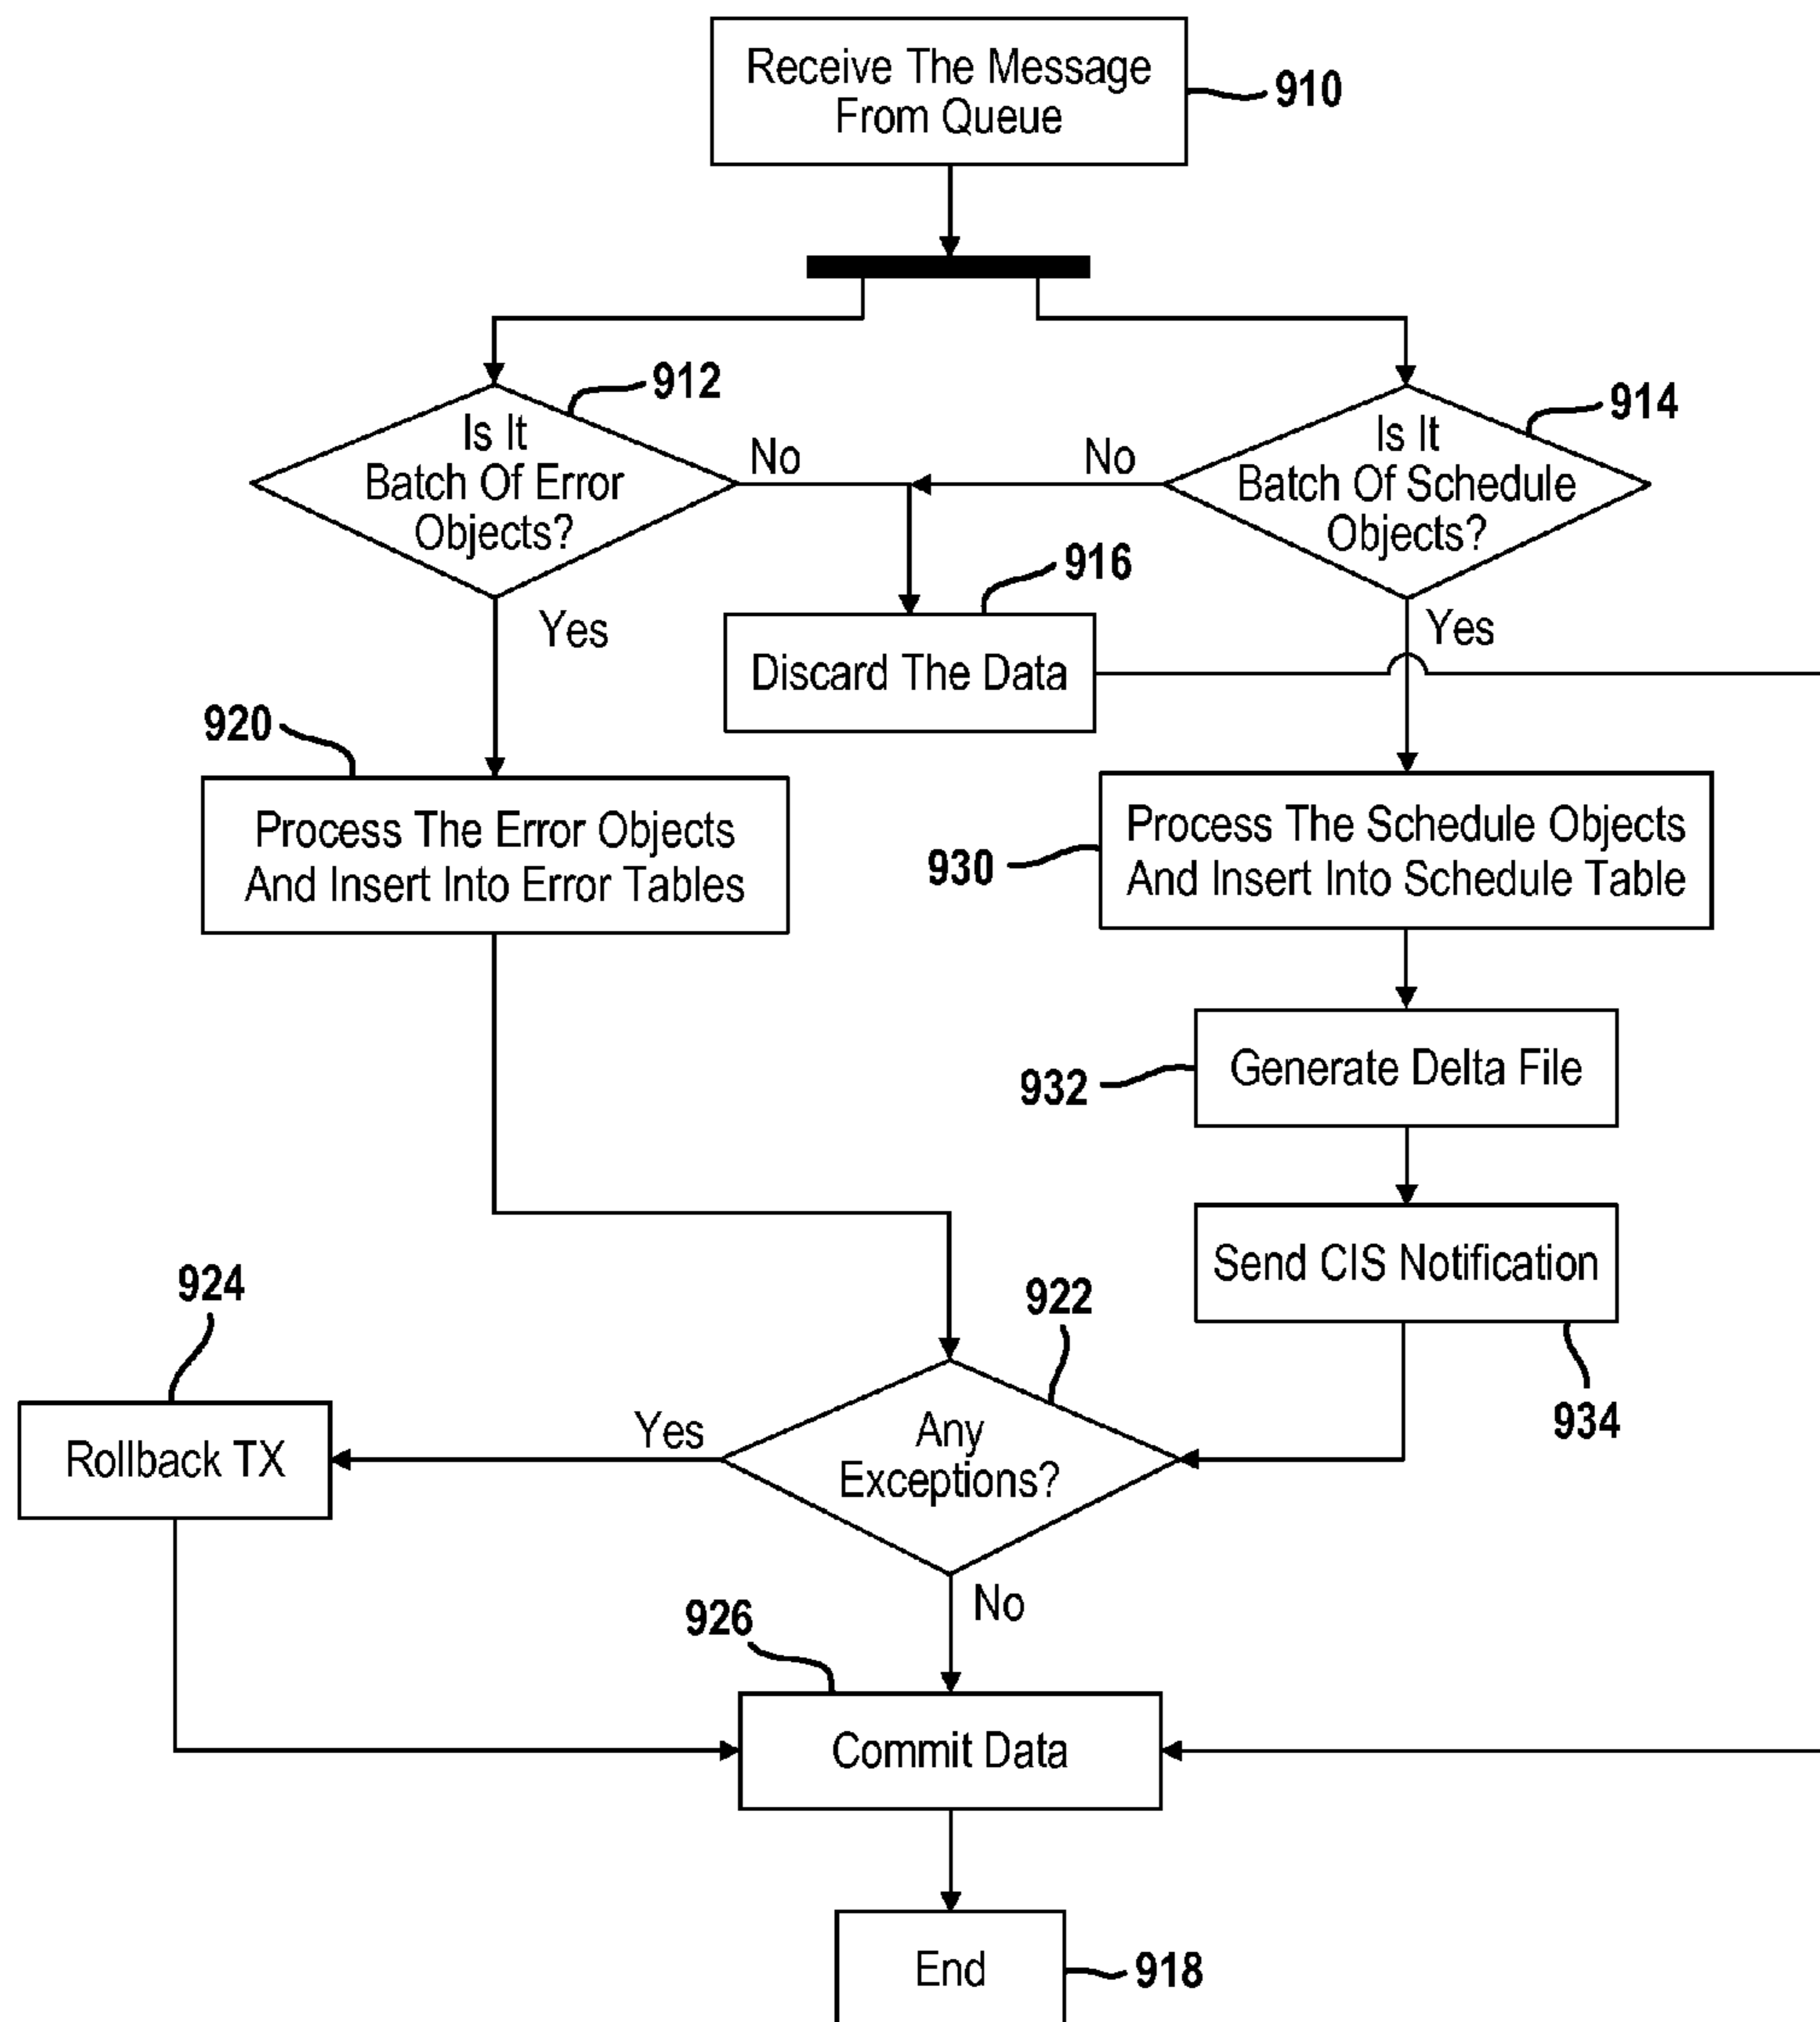 Receive The Message
From Queue
910
912
914
Is It
Batch Of Error
Objects?
No
No
Is It
Batch Of Schedule
Objects?
916
Yes
Yes
Discard The Data
920
Process The Error Objects
And Insert Into Error Tables
930
Process The Schedule Objects
And Insert Into Schedule Table
932
Generate Delta File
Send CIS Notification
924
922
934
Rollback TX
Yes
Any
Exceptions?
No
926
Commit Data
End
918